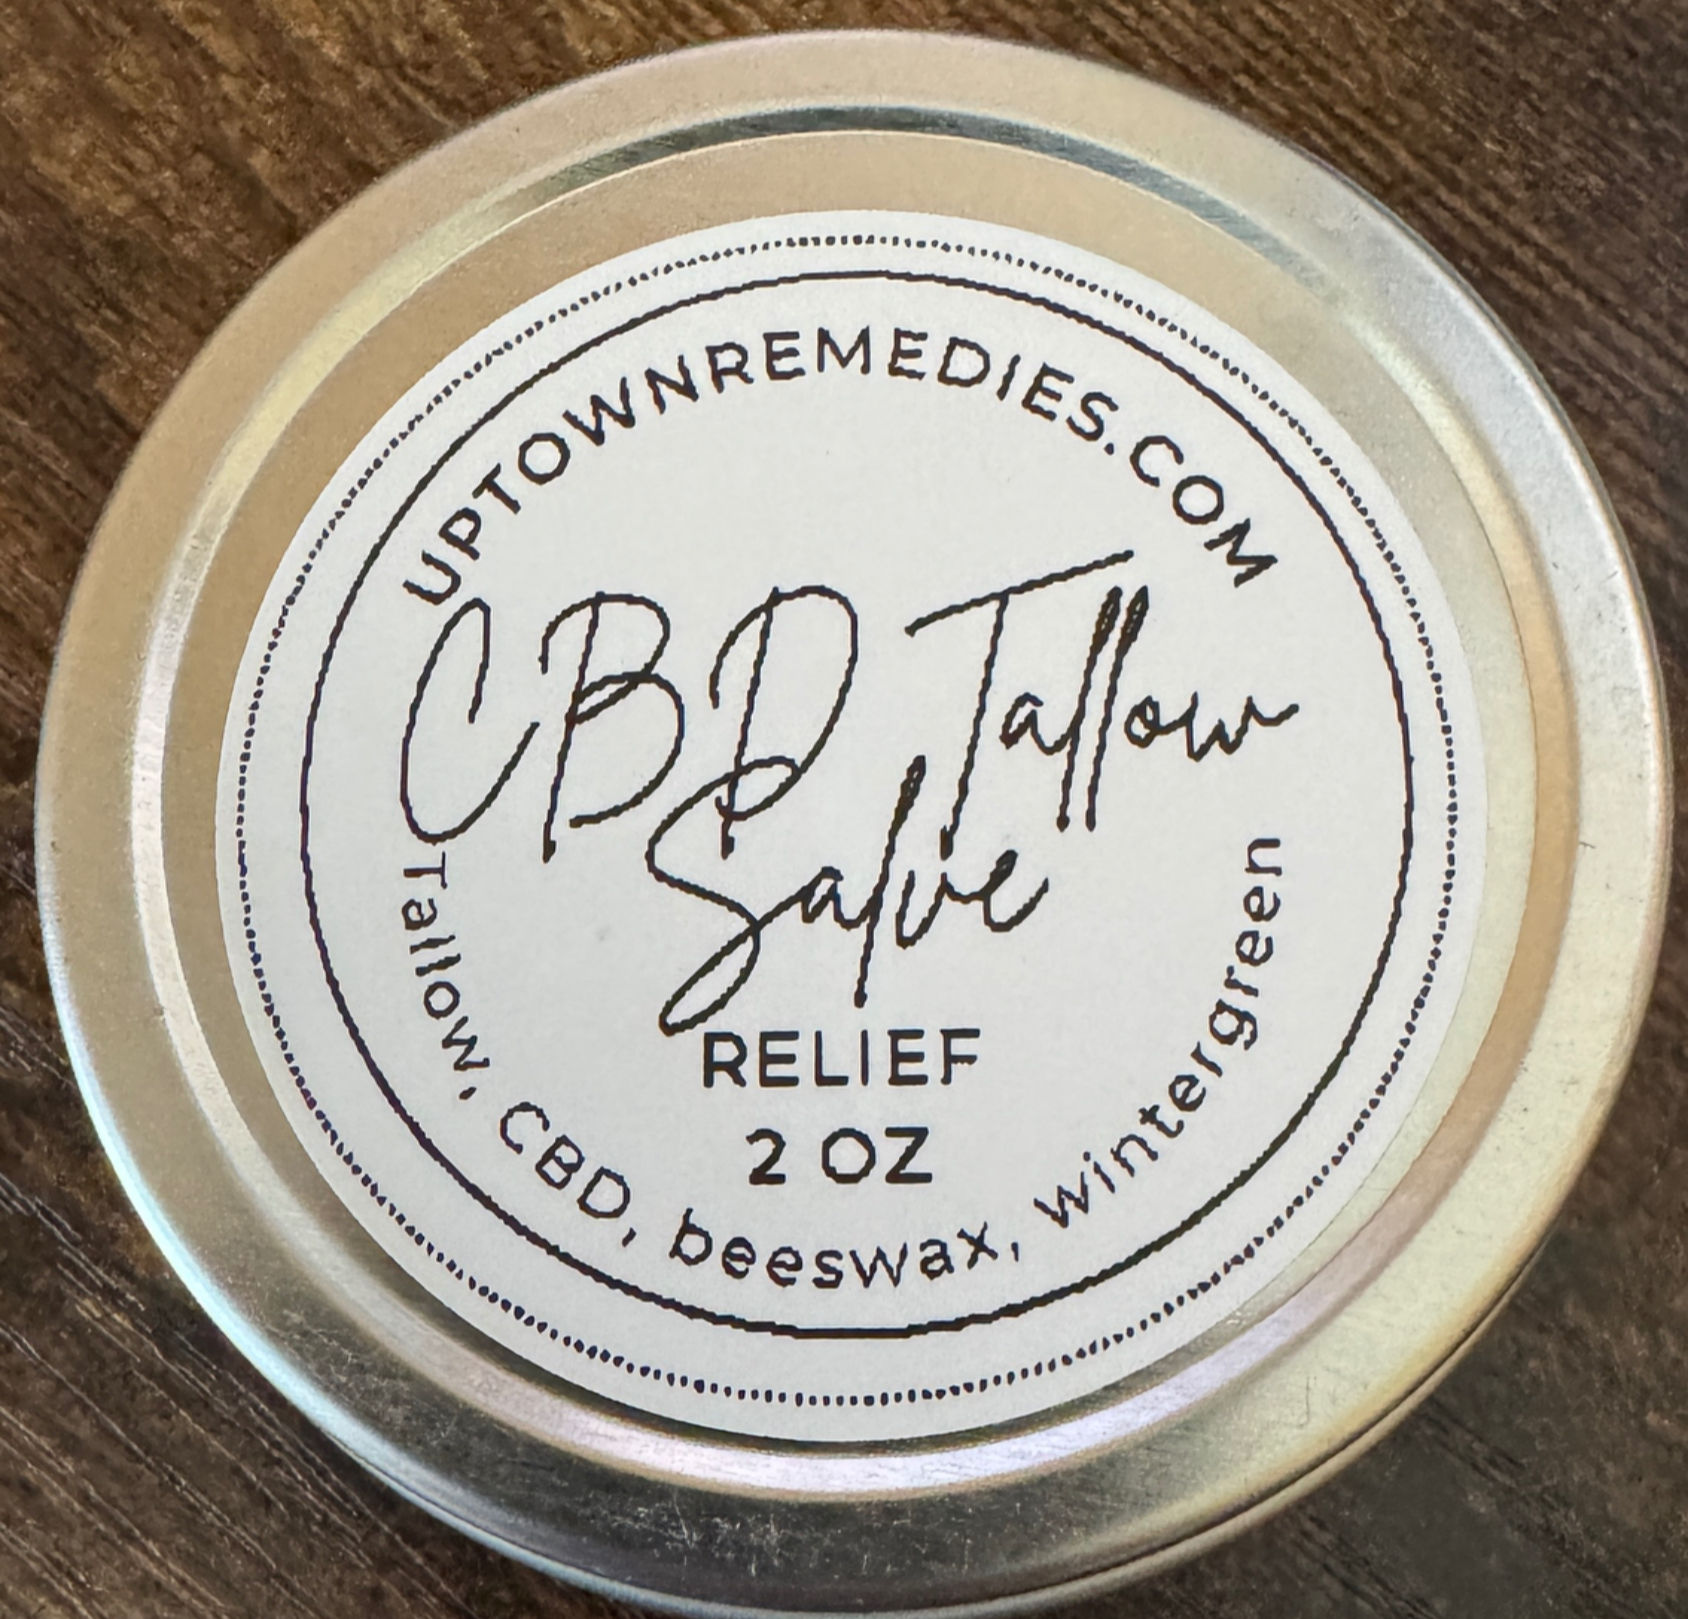 UPTOWNREMEDIES.COM
CBD Tallow
Salve
RELIEF
2 OZ
Tallow, CBD, beeswax, wintergreen